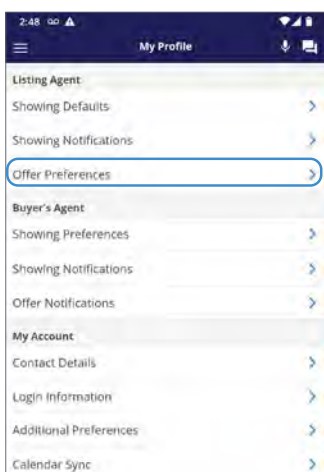 2:48
My Profile
Listing Agent
Showing Defaults
Showing Notifications
Offer Preferences
Buyer's Agent
Showing Preferences
Showing Notifications
Offer Notifications
My Account
Contact Details
Login Information
Additional Preferences
Calendar Sync